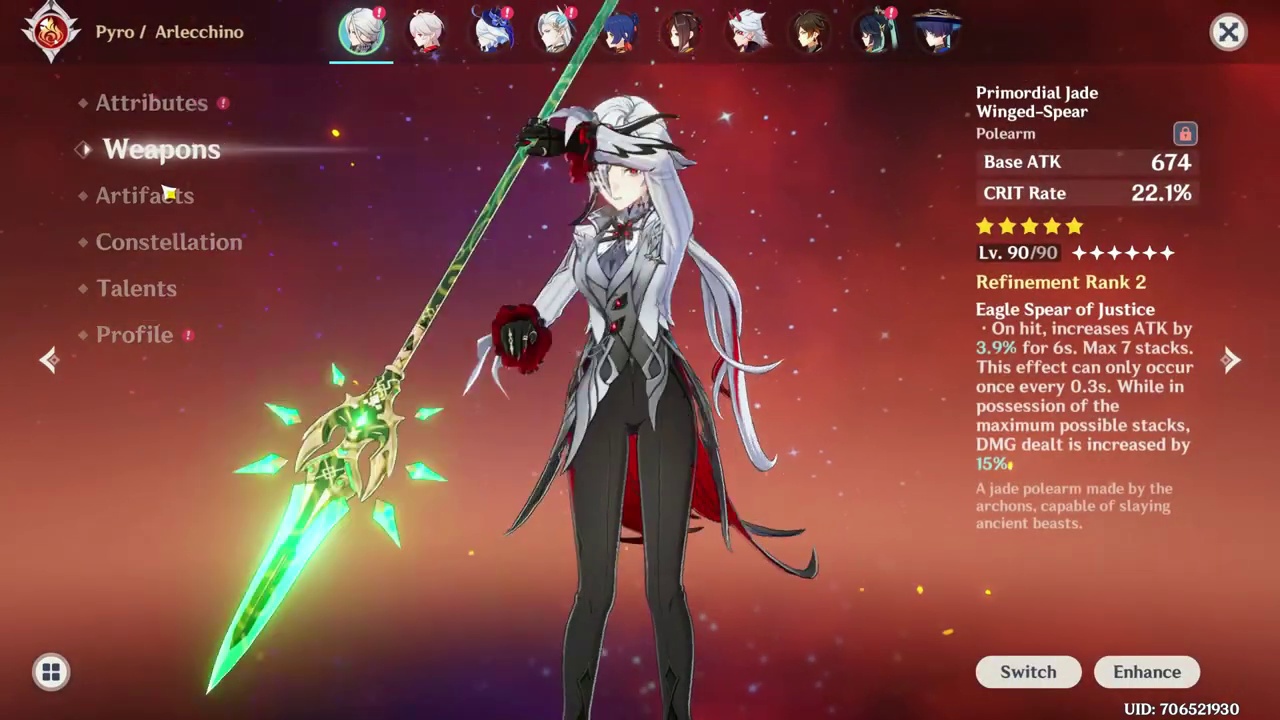 Pyro / Arlecchino
Attributes
Weapons
Artifacts
Constellation
Talents
Profile
Primordial Jade
Winged-Spear
Polearm
Base ATK 674
CRIT Rate 22.1%
Lv. 90/90
Refinement Rank 2
Eagle Spear of Justice
· On hit, increases ATK by
3.9% for 6s. Max 7 stacks.
This effect can only occur
once every 0.3s. While in
possession of the
maximum possible stacks,
DMG dealt is increased by
15%.
A jade polearm made by the
archons, capable of slaying
ancient beasts.
Switch
Enhance
UID: 706521930